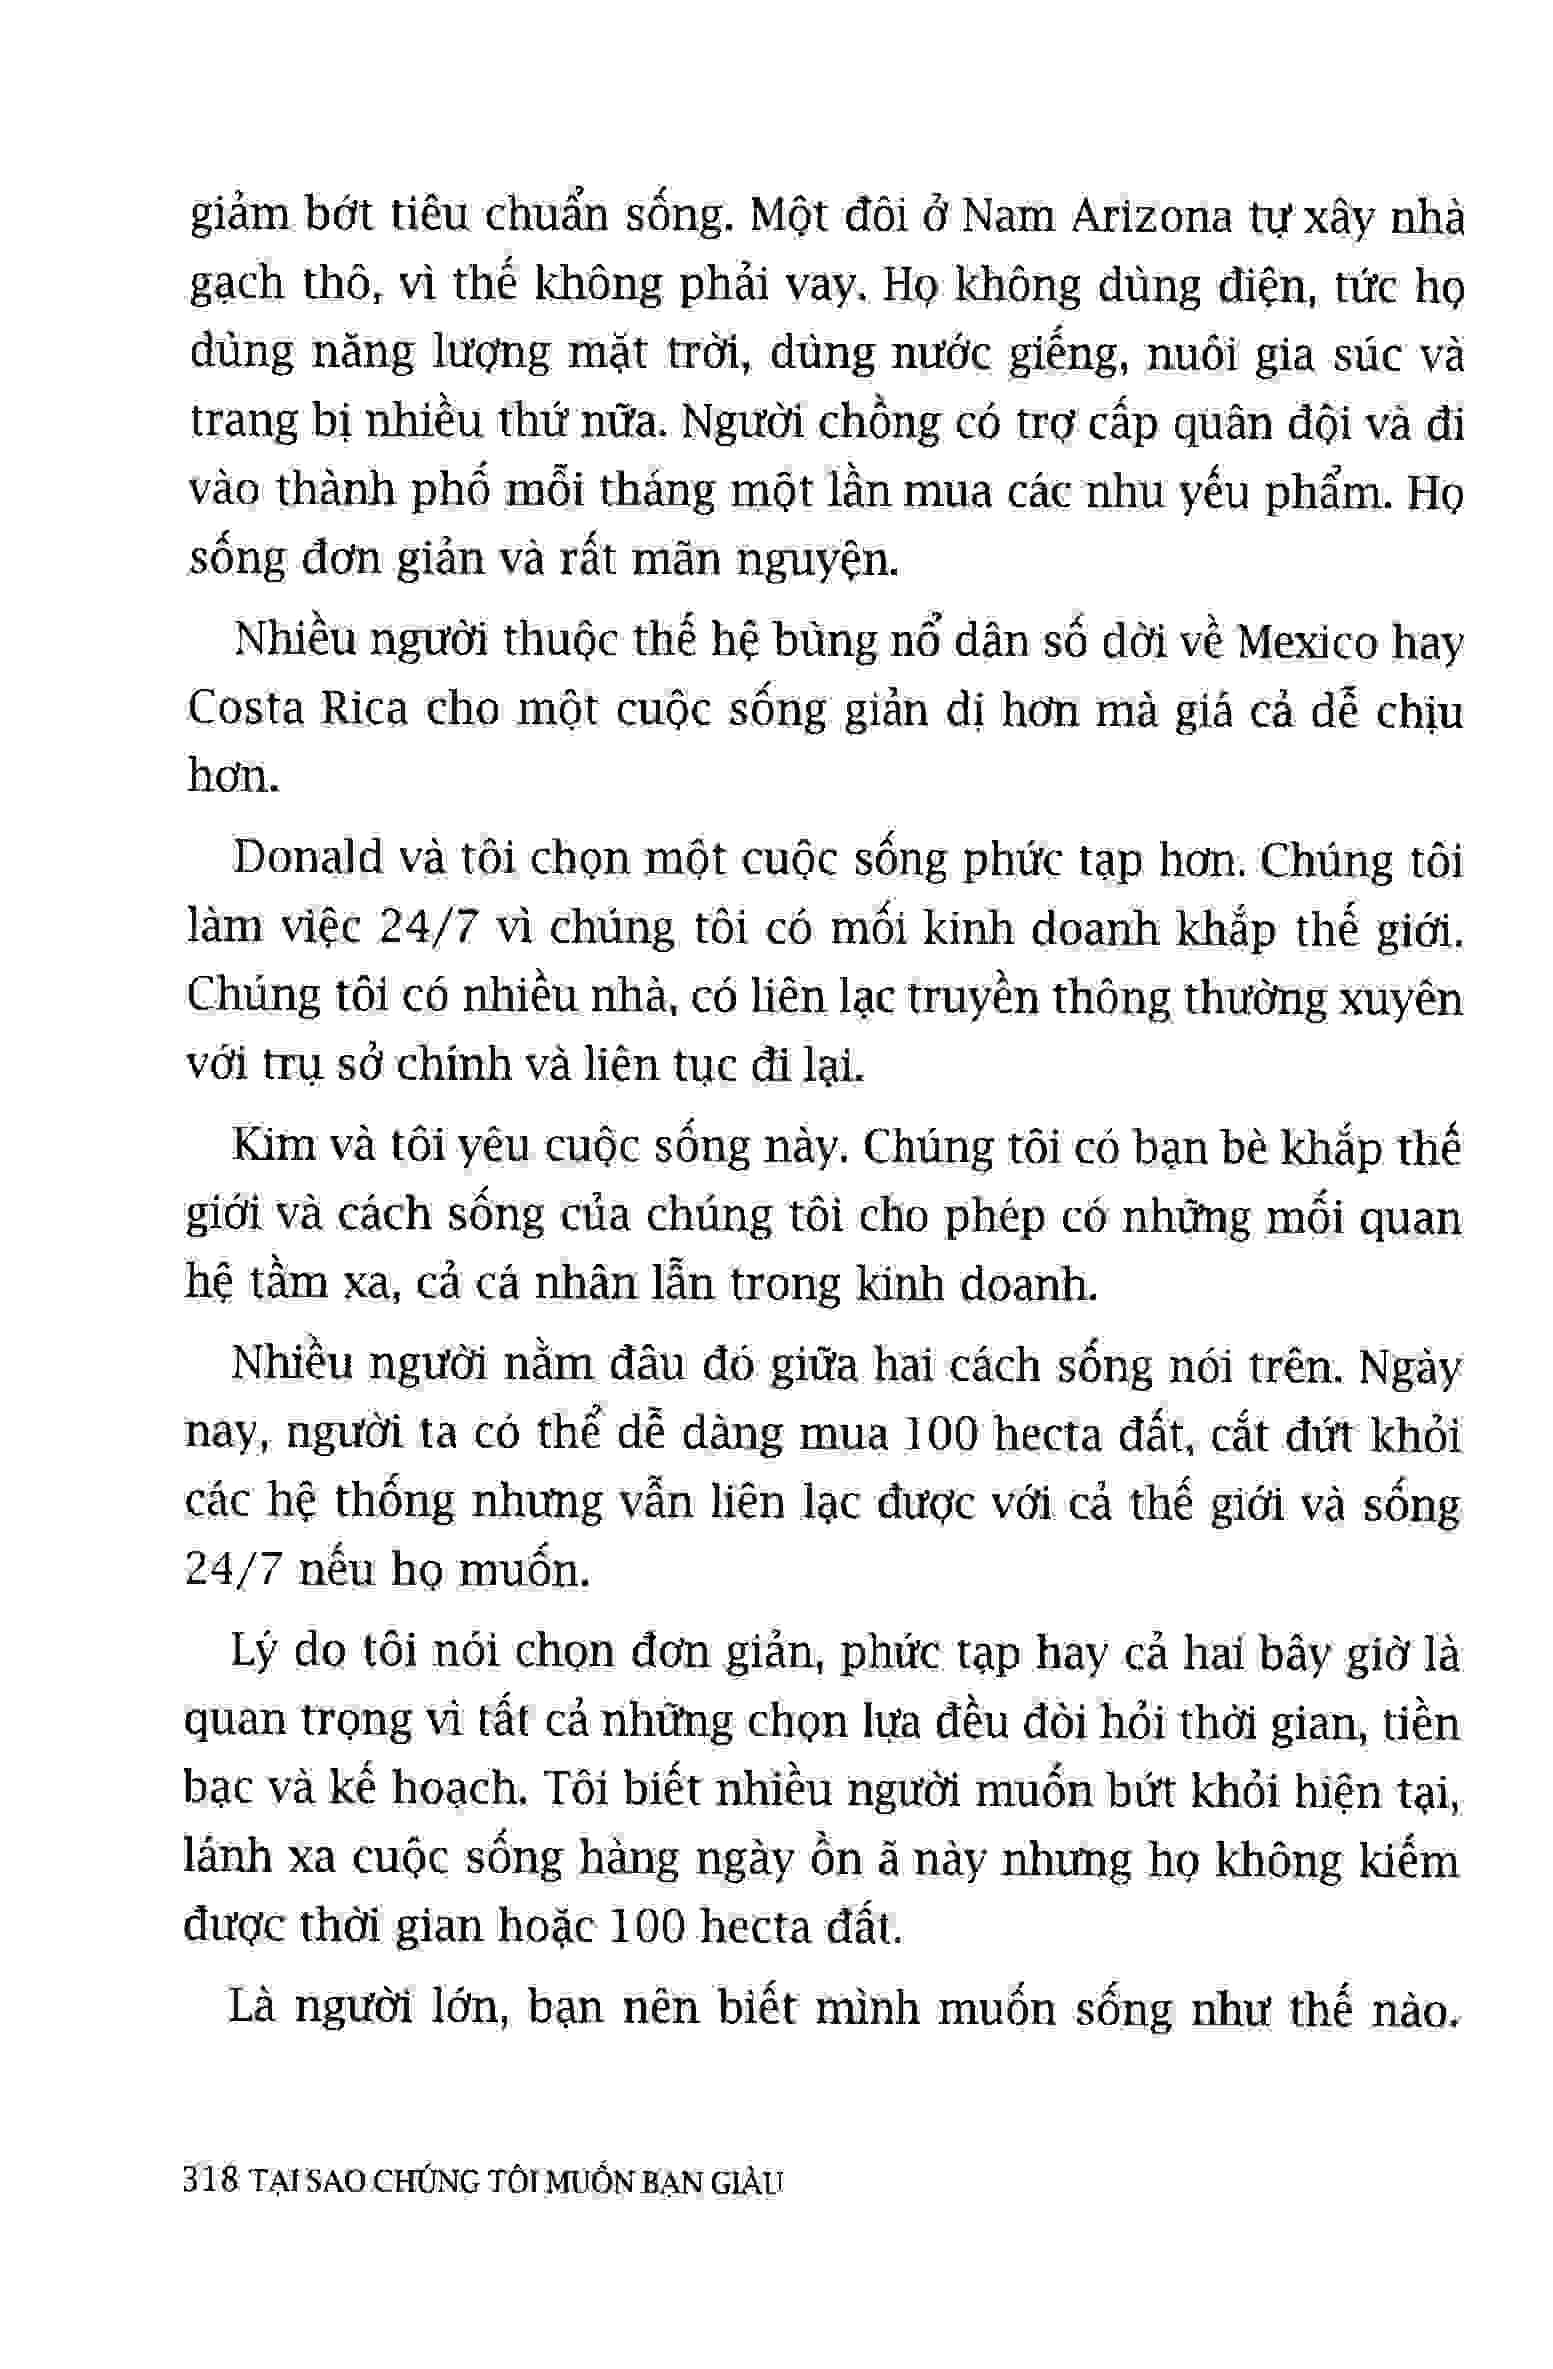 giảm bớt tiêu chuẩn sống. Một đôi ở Nam Arizona tự xây nhà
gạch thô, vì thế không phải vay. Họ không dùng điện, tức họ
dùng năng lượng mặt trời, dùng nước giếng, nuôi gia súc và
trang bị nhiều thứ nữa. Người chồng có trợ cấp quân đội và đi
vào thành phố mỗi tháng một lần mua các nhu yếu phẩm. Họ
sống đơn giản và rất mãn nguyện.
Nhiều người thuộc thế hệ bùng nổ dân số dời về Mexico hay
Costa Rica cho một cuộc sống giản dị hơn mà giá cả dễ chịu
hơn.
Donald và tôi chọn một cuộc sống phức tạp hơn. Chúng tôi
làm việc 24/7 vì chúng tôi có mối kinh doanh khắp thế giới.
Chúng tôi có nhiều nhà, có liên lạc truyền thông thường xuyên
với trụ sở chính và liên tục đi lại.
Kim và tôi yêu cuộc sống này. Chúng tôi có bạn bè khắp thế
giới và cách sống của chúng tôi cho phép có những mối quan
hệ tầm xa, cả cá nhân lẫn trong kinh doanh.
Nhiều người nằm đâu đó giữa hai cách sống nói trên. Ngày
nay, người ta có thể dễ dàng mua 100 hecta đất, cắt đứt khỏi
các hệ thống nhưng vẫn liên lạc được với cả thế giới và sống
24/7 nếu họ muốn.
Lý do tôi nói chọn đơn giản, phức tạp hay cả hai bây giờ là
quan trọng vì tất cả những chọn lựa đều đòi hỏi thời gian, tiền
bạc và kế hoạch. Tôi biết nhiều người muốn bứt khỏi hiện tại,
lánh xa cuộc sống hàng ngày ồn ã này nhưng họ không kiếm
được thời gian hoặc 100 hecta đất.
Là người lớn, bạn nên biết mình muốn sống như thế nào.
318 TẠI SAO CHÚNG TÔI MUỐN BẠN GIÀU